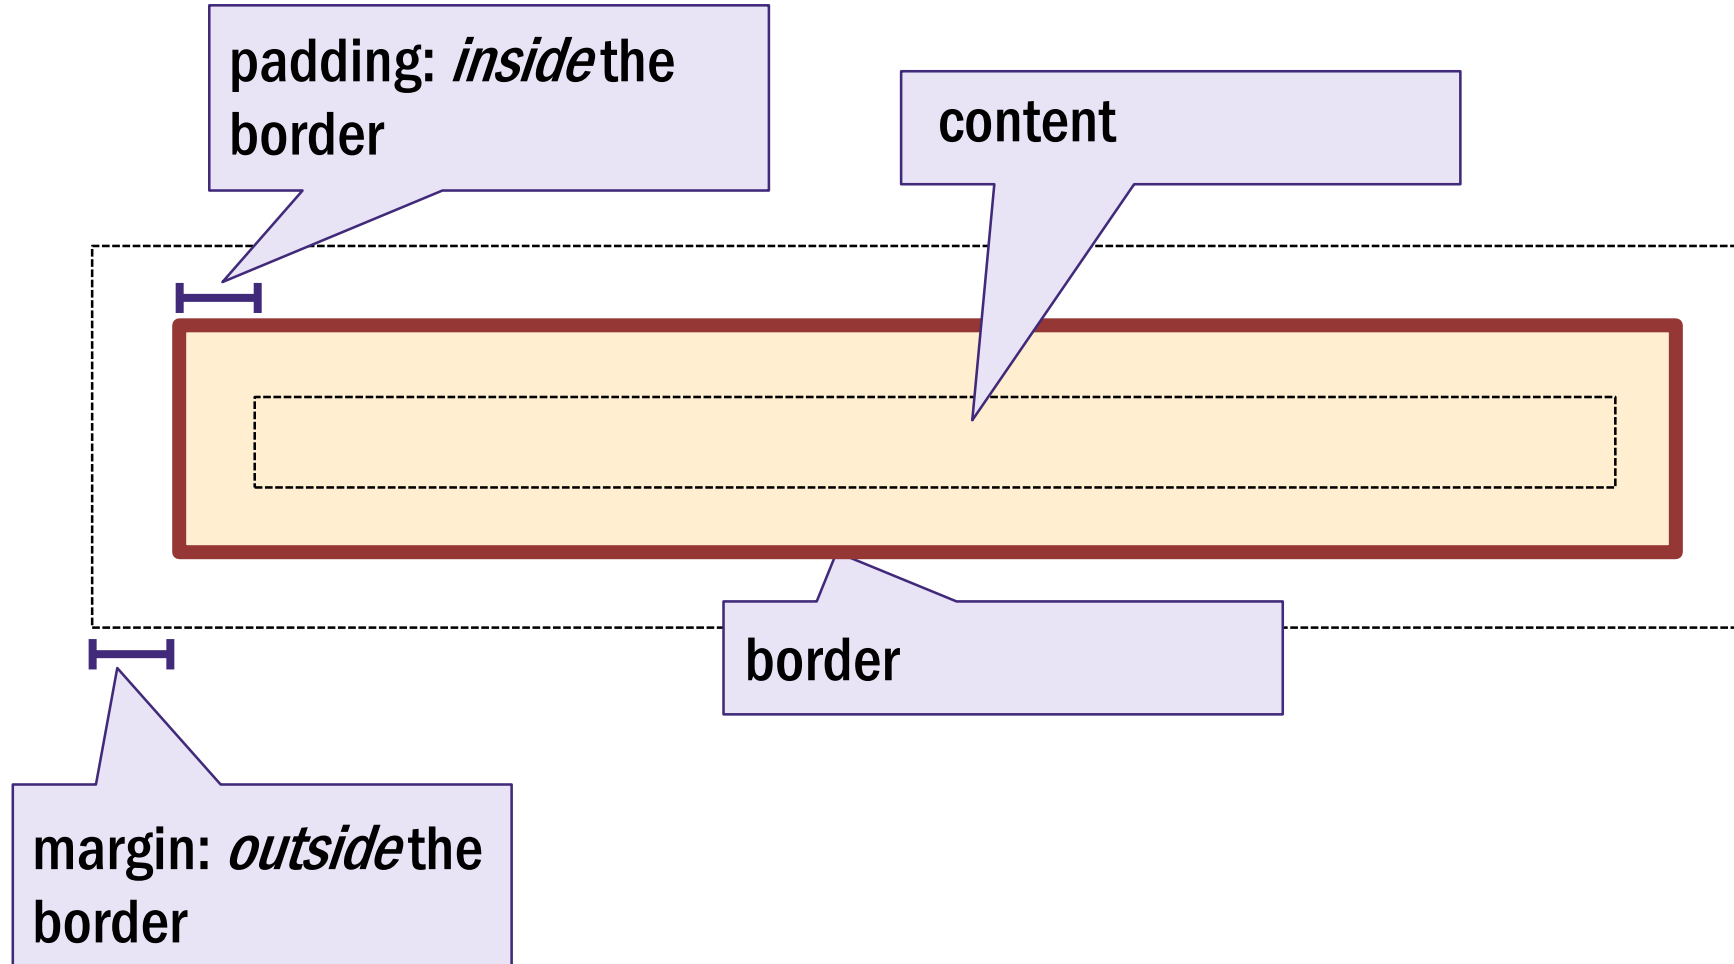 padding: inside the
border
content
border
margin: outside the
border